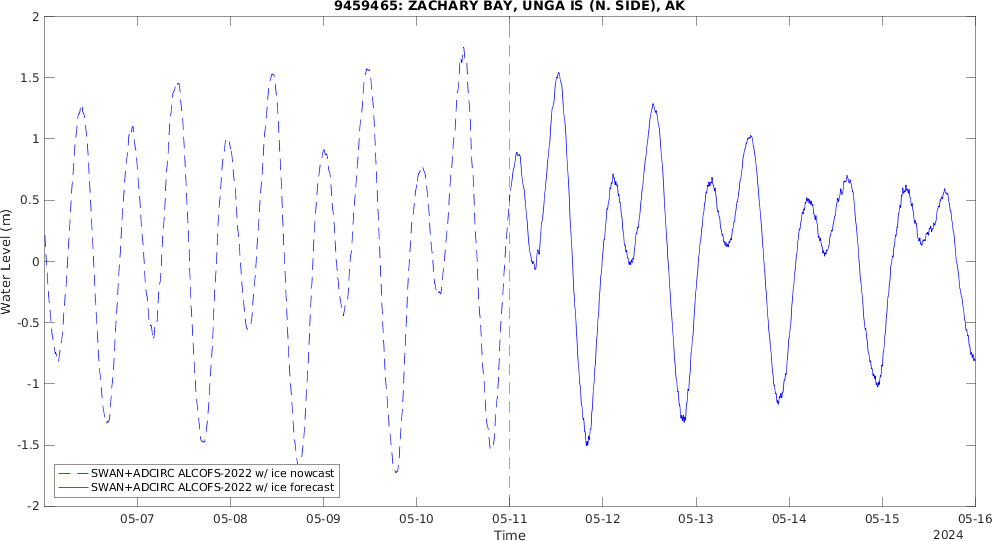 9459465: ZACHARY BAY, UNGA IS (N. SIDE), AK
2
1.5
1
0.5
0
-0.5
-1
-1.5
-2
Water Level (m)
SWAN+ADCIRC ALCOFS-2022 w/ ice nowcast
SWAN+ADCIRC ALCOFS-2022 w/ ice forecast
05-07 05-08 05-09 05-10 05-11 05-12 05-13 05-14 05-15 05-16
Time
2024